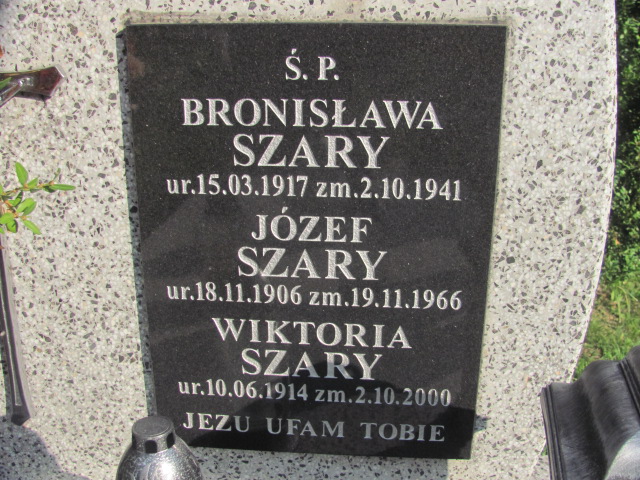 Ś. P.
BRONISŁAWA
SZARY
ur.15.03.1917 zm.2.10.1941
JÓZEF
SZARY
ur.18.11.1906 zm.19.11.1966
WIKTORIA
SZARY
ur.10.06.1914 zm.2.10.2000
JEZU UFAM TOBIE